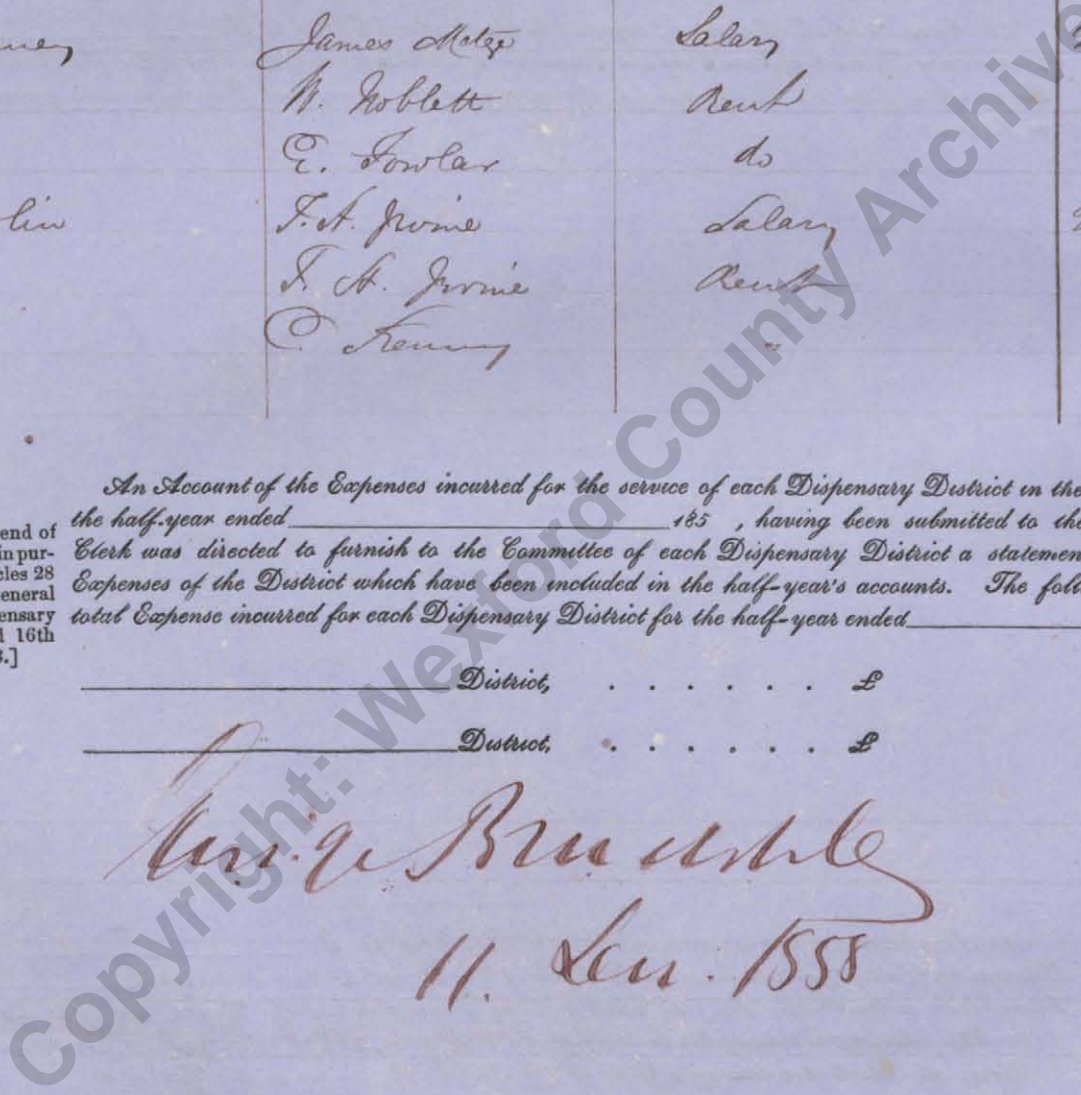 ney James Metge Salary
W. Noblett Rent
E. Fowlar do
lin F. A. Irvine Salary
F. A. Irvine Rent
C. Kenny "
An Account of the Expenses incurred for the service of each Dispensary District in the
the half-year ended 185 , having been submitted to the
end of
in pur- Clerk was directed to furnish to the Committee of each Dispensary District a statemen
cles 28 Expenses of the District which have been included in the half-year's accounts. The foll
eneral
ensary total Expense incurred for each Dispensary District for the half-year ended
d 16th
.]
District, . . . . . . £
District, . . . . . . £
11. 1858
Copyright: Wexford County Archive